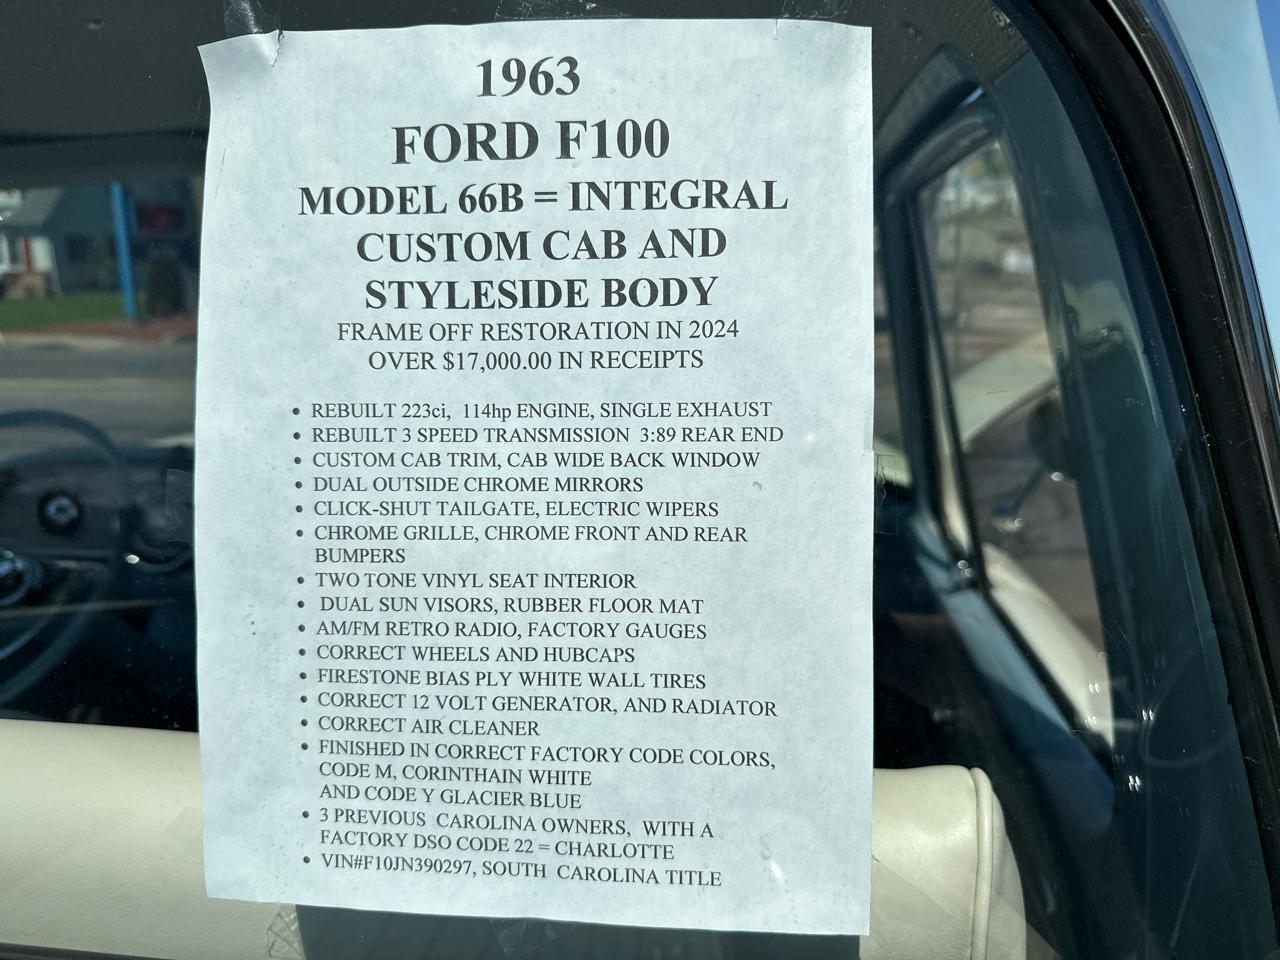 1963
FORD F100
MODEL 66B = INTEGRAL
CUSTOM CAB AND
STYLESIDE BODY
FRAME OFF RESTORATION IN 2024
OVER $17,000.00 IN RECEIPTS
• REBUILT 223ci, 114hp ENGINE, SINGLE EXHAUST
• REBUILT 3 SPEED TRANSMISSION 3:89 REAR END
• CUSTOM CAB TRIM, CAB WIDE BACK WINDOW
• DUAL OUTSIDE CHROME MIRRORS
• CLICK-SHUT TAILGATE, ELECTRIC WIPERS
• CHROME GRILLE, CHROME FRONT AND REAR
BUMPERS
• TWO TONE VINYL SEAT INTERIOR
• DUAL SUN VISORS, RUBBER FLOOR MAT
• AM/FM RETRO RADIO, FACTORY GAUGES
• CORRECT WHEELS AND HUBCAPS
• FIRESTONE BIAS PLY WHITE WALL TIRES
• CORRECT 12 VOLT GENERATOR, AND RADIATOR
• CORRECT AIR CLEANER
• FINISHED IN CORRECT FACTORY CODE COLORS,
CODE M, CORINTHAIN WHITE
AND CODE Y GLACIER BLUE
• 3 PREVIOUS CAROLINA OWNERS, WITH A
FACTORY DSO CODE 22 = CHARLOTTE
• VIN#F10JN390297, SOUTH CAROLINA TITLE